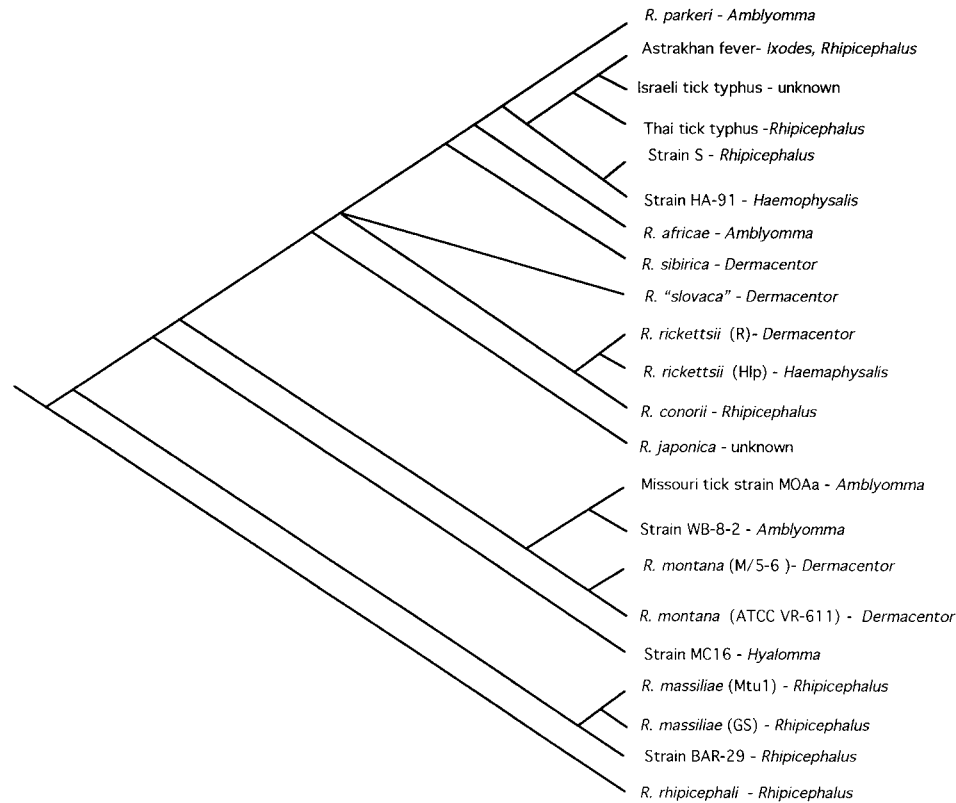 R. parkeri - Amblyomma
Astrakhan fever- Ixodes, Rhipicephalus
Israeli tick typhus - unknown
Thai tick typhus -Rhipicephalus
Strain S - Rhipicephalus
Strain HA-91 - Haemophysalis
R. africae - Amblyomma
R. sibirica - Dermacentor
R. “slovaca” - Dermacentor
R. rickettsii (R)- Dermacentor
R. rickettsii (Hlp) - Haemaphysalis
R. conorii - Rhipicephalus
R. japonica - unknown
Missouri tick strain MOAa - Amblyomma
Strain WB-8-2 - Amblyomma
R. montana (M/5-6 )- Dermacentor
R. montana (ATCC VR-611) - Dermacentor
Strain MC16 - Hyalomma
R. massiliae (Mtu1) - Rhipicephalus
R. massiliae (GS) - Rhipicephalus
Strain BAR-29 - Rhipicephalus
R. rhipicephali - Rhipicephalus